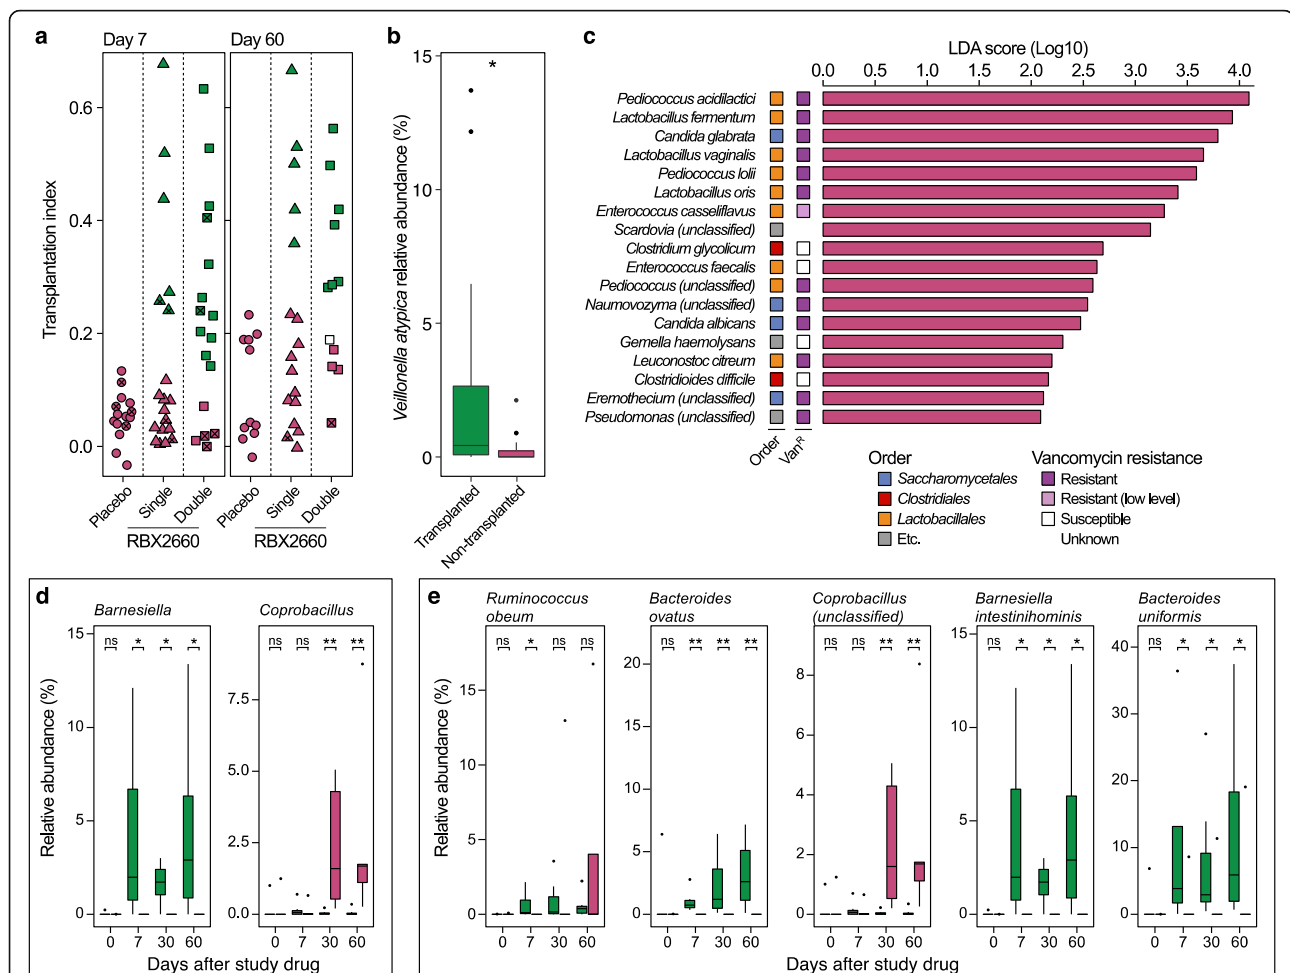 a
Day 7
Day 60
Transplantation index
0.6
0.4
0.2
0.0
Placebo
Single
Double
Placebo
Single
Double
RBX2660
RBX2660
b
Veillonella atypica relative abundance (%)
15
10
5
0
*
Transplanted
Non-transplanted
c
LDA score (Log10)
0.0 0.5 1.0 1.5 2.0 2.5 3.0 3.5 4.0
Pediococcus acidilactici
Lactobacillus fermentum
Candida glabrata
Lactobacillus vaginalis
Pediococcus lolii
Lactobacillus oris
Enterococcus casseliflavus
Scardovia (unclassified)
Clostridium glycolicum
Enterococcus faecalis
Pediococcus (unclassified)
Naumovozyma (unclassified)
Candida albicans
Gemella haemolysans
Leuconostoc citreum
Clostridioides difficile
Eremothecium (unclassified)
Pseudomonas (unclassified)
Order
Van^R
Order
Saccharomycetales
Clostridiales
Lactobacillales
Etc.
Vancomycin resistance
Resistant
Resistant (low level)
Susceptible
Unknown
d
Relative abundance (%)
Barnesiella
ns * * *
15
10
5
0
0 7 30 60
Coprobacillus
ns ns ** **
7.5
5.0
2.5
0.0
0 7 30 60
Days after study drug
e
Relative abundance (%)
Ruminococcus
obeum
ns * ns ns
15
10
5
0
0 7 30 60
Bacteroides
ovatus
ns ** ** **
20
15
10
5
0
0 7 30 60
Coprobacillus
(unclassified)
ns ns ** **
8
6
4
2
0
0 7 30 60
Barnesiella
intestinihominis
ns * * *
15
10
5
0
0 7 30 60
Bacteroides
uniformis
ns * * *
40
30
20
10
0
0 7 30 60
Days after study drug